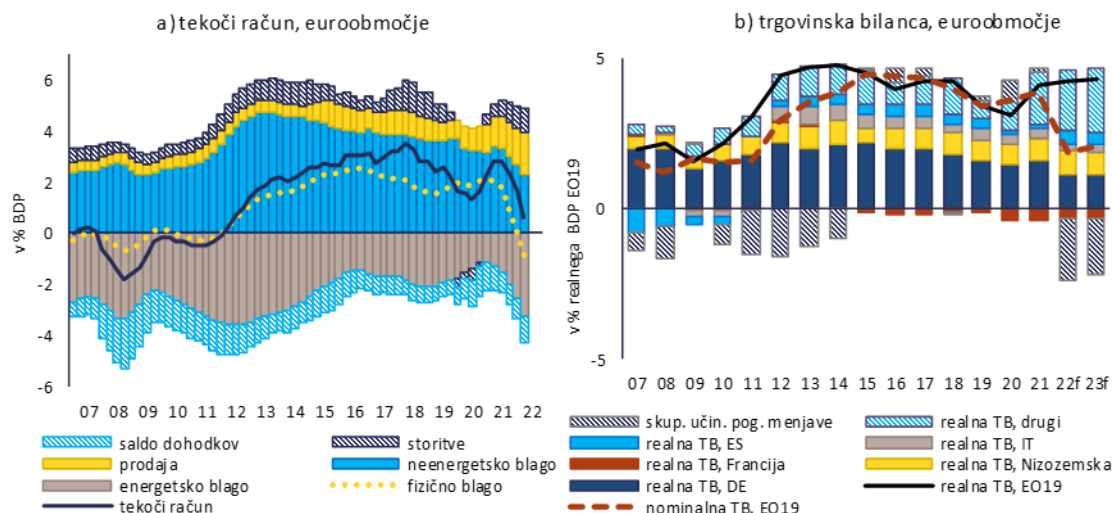 a) tekoči račun, euroobmočje
v % BDP
6
4
2
0
-2
-4
-6
07 08 09 10 11 12 13 14 15 16 17 18 19 20 22
saldo dohodkov
storitve
prodaja
neenergetsko blago
energetsko blago
fizično blago
tekoči račun
b) trgovinska bilanca, euroobmočje
v % realnega BDP EO19
5
0
-5
07 08 09 10 11 12 13 14 15 16 17 18 19 20 21 22f 23f
skup. učin. pog. menjave
realna TB, drugi
realna TB, ES
realna TB, IT
realna TB, Francija
realna TB, Nizozemska
realna TB, DE
realna TB, EO19
nominalna TB, EO19